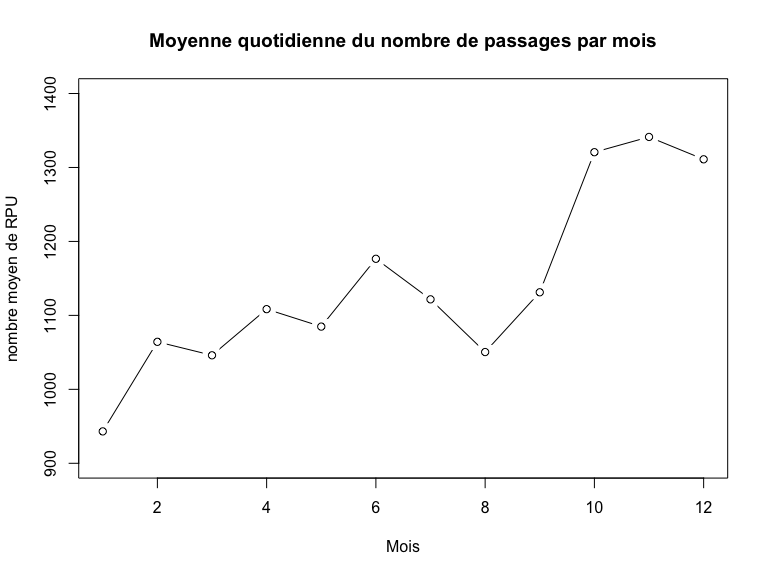 Moyenne quotidienne du nombre de passages par mois
nombre moyen de RPU
1400
1300
1200
1100
1000
900
2 4 6 8 10 12
Mois